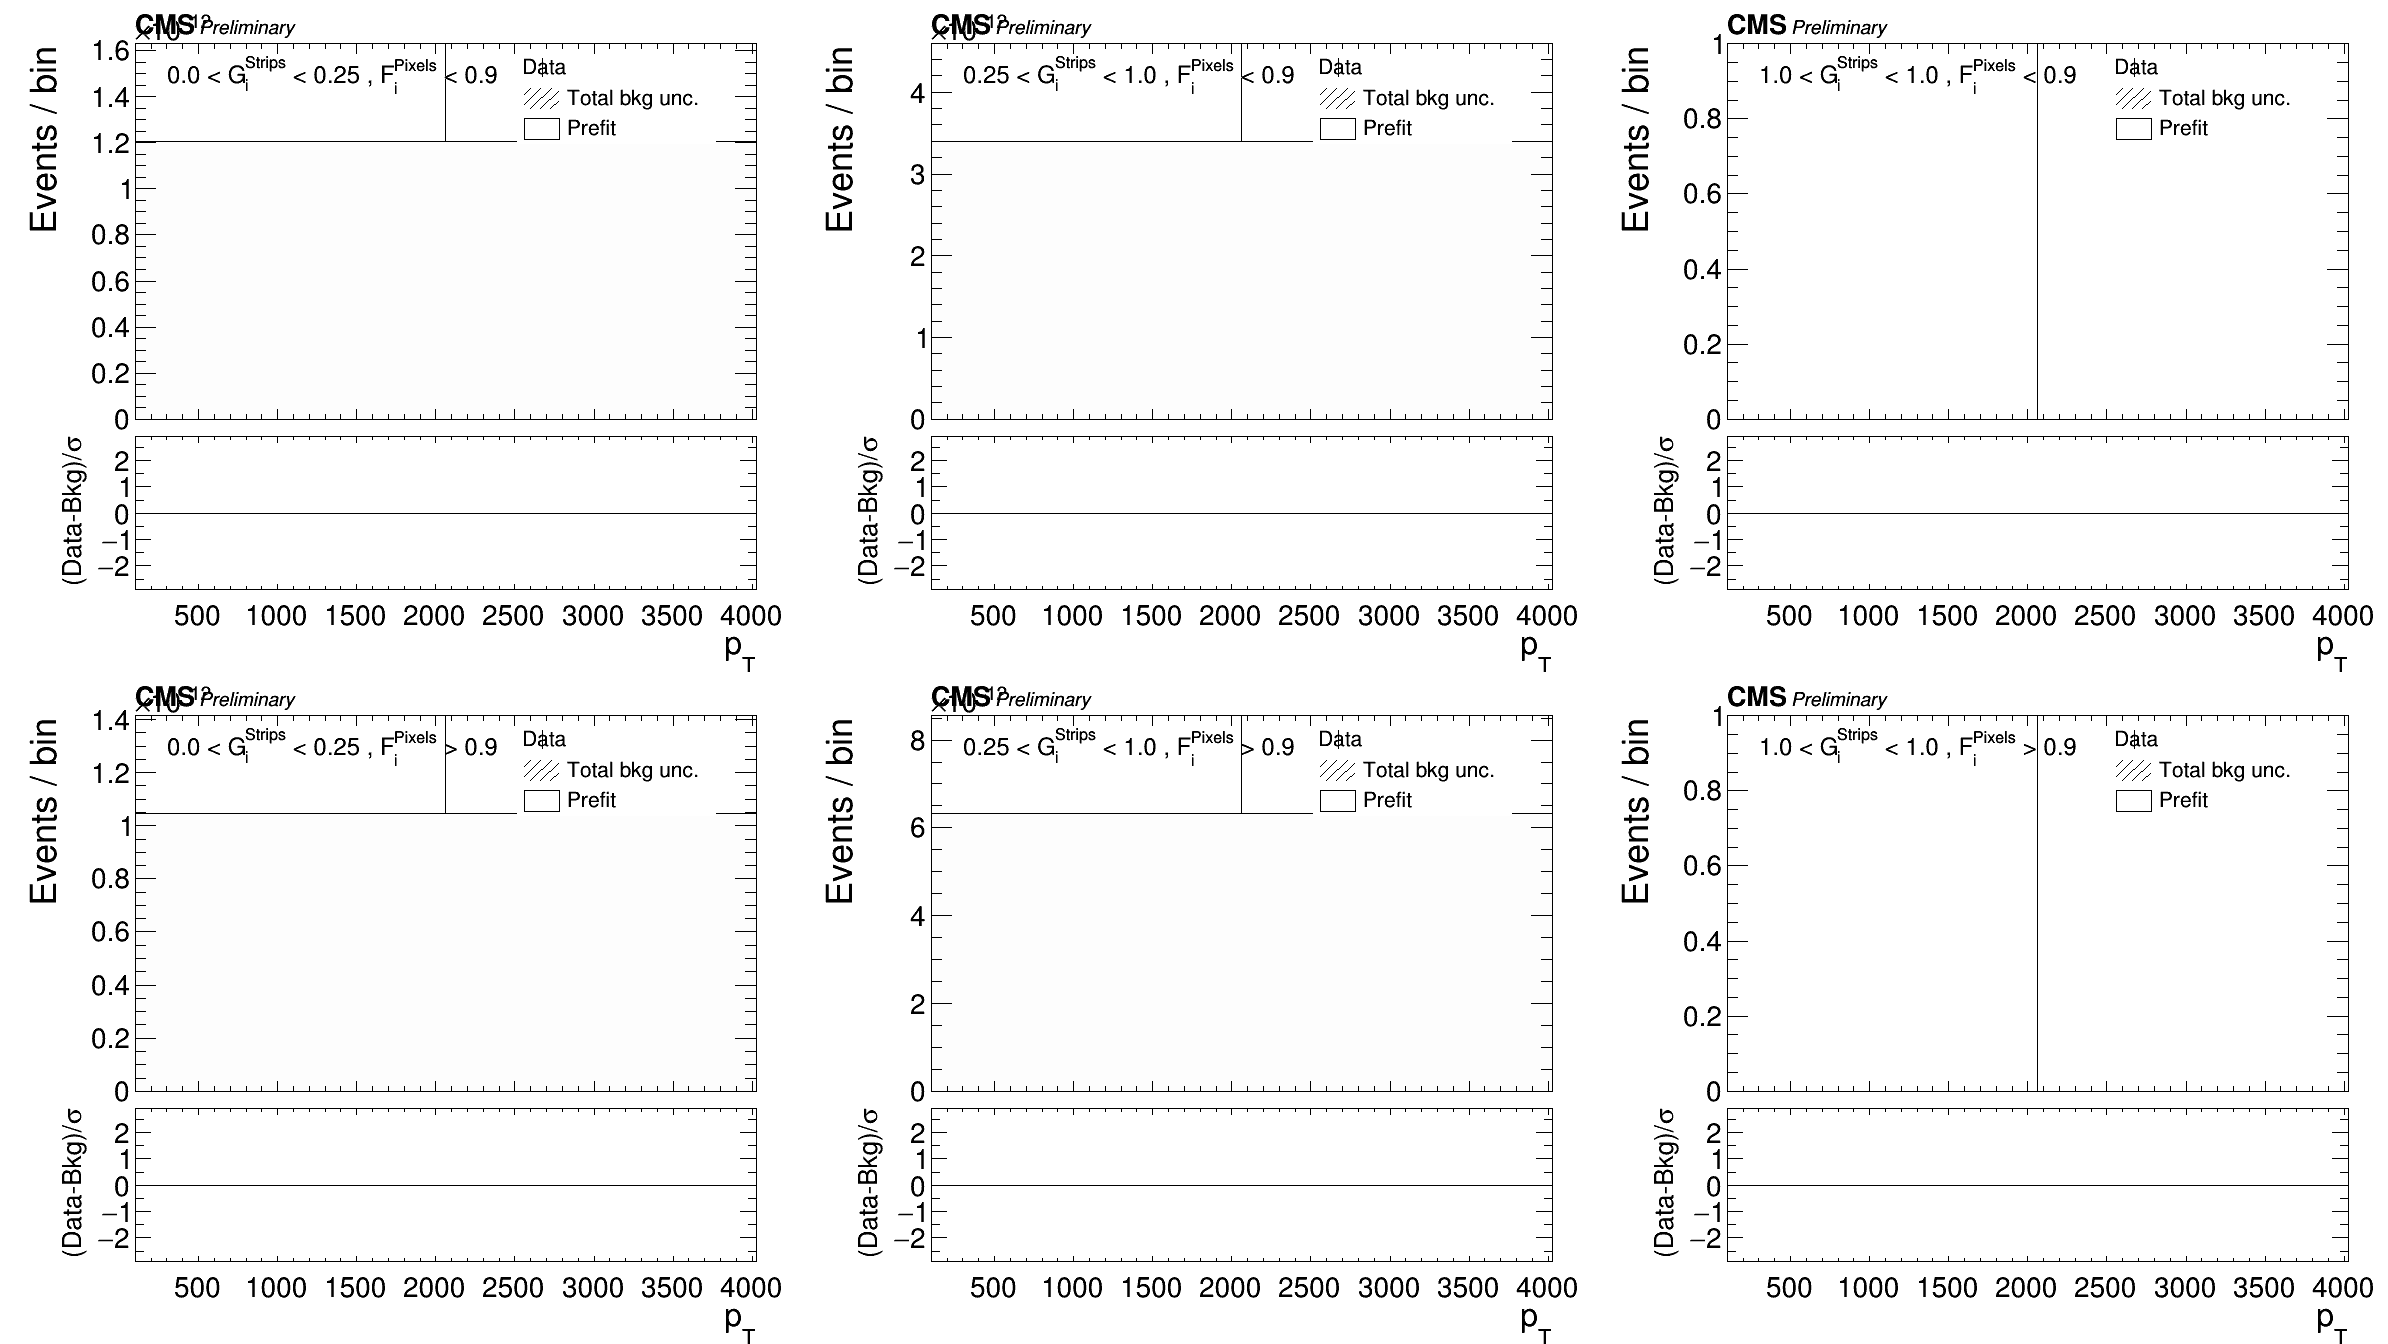 CMS Preliminary
Events / bin
0.0 < G_i^Strips < 0.25 , F_i^Pixels < 0.9
Data
Total bkg unc.
Prefit
1.6
1.4
1.2
1
0.8
0.6
0.4
0.2
0
(Data-Bkg)/σ
2
1
0
−1
−2
500 1000 1500 2000 2500 3000 3500 4000
p_T
CMS Preliminary
Events / bin
0.25 < G_i^Strips < 1.0 , F_i^Pixels < 0.9
Data
Total bkg unc.
Prefit
4
3
2
1
0
(Data-Bkg)/σ
2
1
0
−1
−2
500 1000 1500 2000 2500 3000 3500 4000
p_T
CMS Preliminary
Events / bin
1.0 < G_i^Strips < 1.0 , F_i^Pixels < 0.9
Data
Total bkg unc.
Prefit
1
0.8
0.6
0.4
0.2
0
(Data-Bkg)/σ
2
1
0
−1
−2
500 1000 1500 2000 2500 3000 3500 4000
p_T
CMS Preliminary
Events / bin
0.0 < G_i^Strips < 0.25 , F_i^Pixels > 0.9
Data
Total bkg unc.
Prefit
1.4
1.2
1
0.8
0.6
0.4
0.2
0
(Data-Bkg)/σ
2
1
0
−1
−2
500 1000 1500 2000 2500 3000 3500 4000
p_T
CMS Preliminary
Events / bin
0.25 < G_i^Strips < 1.0 , F_i^Pixels > 0.9
Data
Total bkg unc.
Prefit
8
6
4
2
0
(Data-Bkg)/σ
2
1
0
−1
−2
500 1000 1500 2000 2500 3000 3500 4000
p_T
CMS Preliminary
Events / bin
1.0 < G_i^Strips < 1.0 , F_i^Pixels > 0.9
Data
Total bkg unc.
Prefit
1
0.8
0.6
0.4
0.2
0
(Data-Bkg)/σ
2
1
0
−1
−2
500 1000 1500 2000 2500 3000 3500 4000
p_T